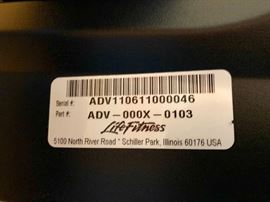 Serial #: ADV110611000046
Part #: ADV-000X-0103
LifeFitness
5100 North River Road * Schiller Park, Illinois 60176 USA